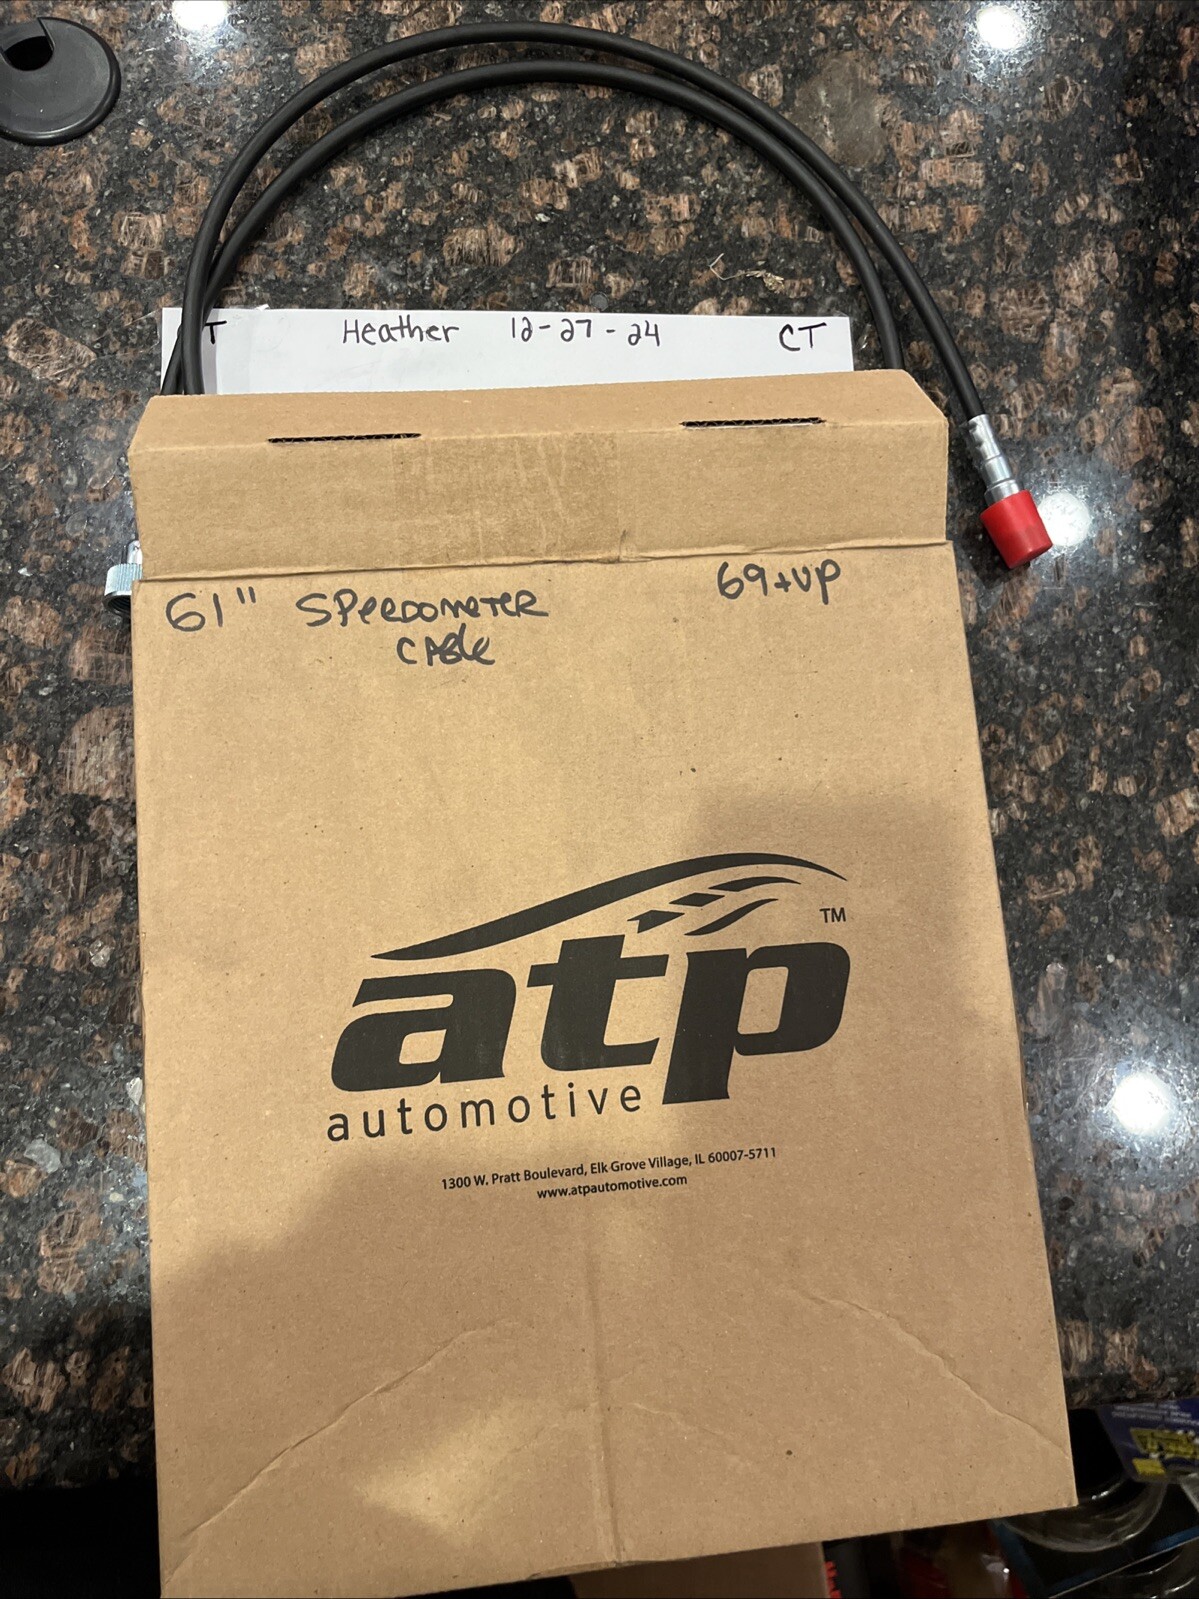 T Heather 12-27-24 CT
61" SPEEDOMETER 69+UP
CABLE
atp TM
automotive
1300 W. Pratt Boulevard, Elk Grove Village, IL 60007-5711
www.atpautomotive.com